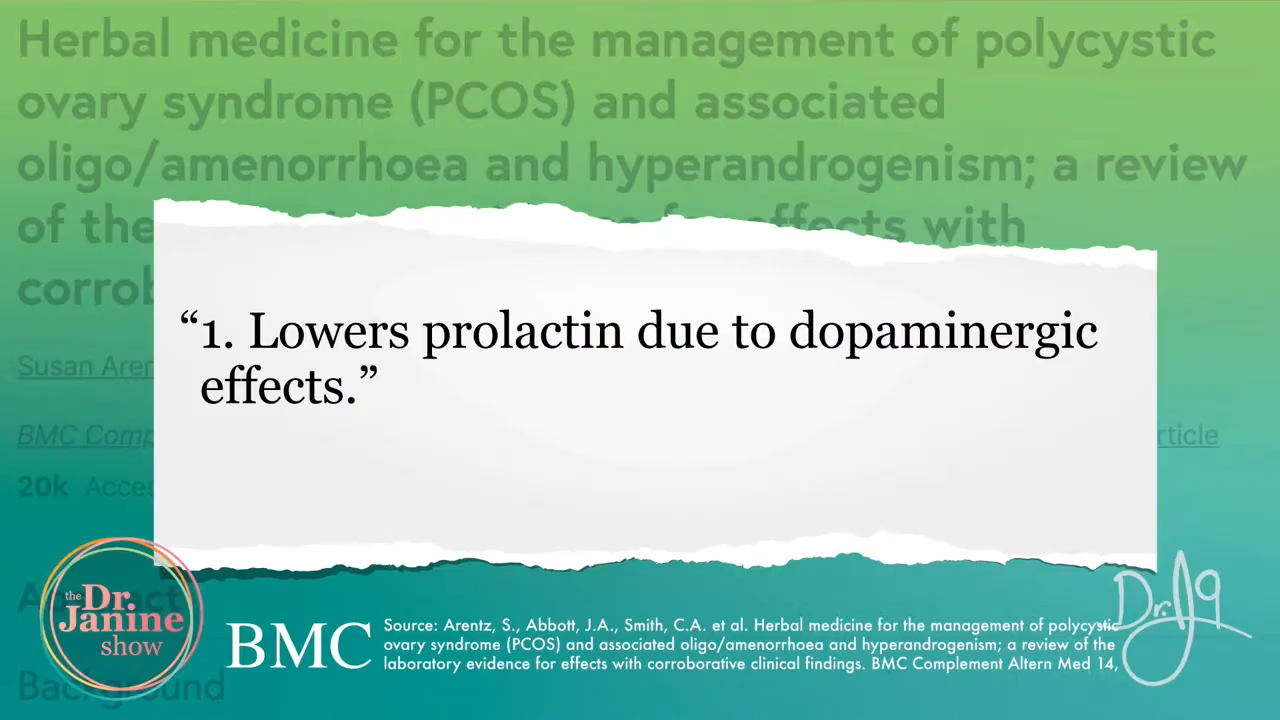 Herbal medicine for the management of polycystic
ovary syndrome (PCOS) and associated
oligo/amenorrhoea and hyperandrogenism; a review
of the for effects with
corrob
“1. Lowers prolactin due to dopaminergic
effects.”
Susan Aren
BMC Comp rticle
20k Acces
the
Dr.
Janine
show
BMC
Source: Arentz, S., Abbott, J.A., Smith, C.A. et al. Herbal medicine for the management of polycystic
ovary syndrome (PCOS) and associated oligo/amenorrhoea and hyperandrogenism; a review of the
laboratory evidence for effects with corroborative clinical findings. BMC Complement Altern Med 14,
Dr. J9
Background